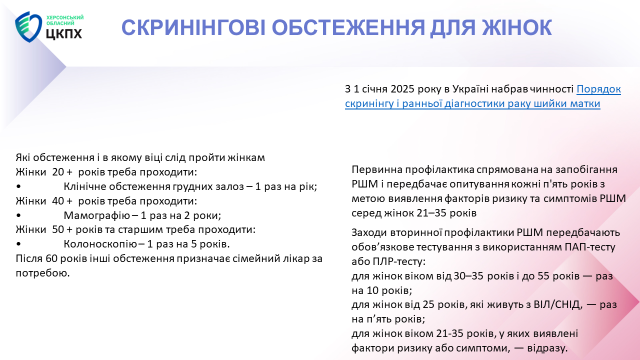 ХЕРСОНСЬКИЙ
ОБЛАСНИЙ
ЦКПХ
СКРИНІНГОВІ ОБСТЕЖЕННЯ ДЛЯ ЖІНОК
З 1 січня 2025 року в Україні набрав чинності Порядок
скринінгу і ранньої діагностики раку шийки матки
Які обстеження і в якому віці слід пройти жінкам
Жінки 20 + років треба проходити:
• Клінічне обстеження грудних залоз – 1 раз на рік;
Жінки 40 + років треба проходити:
• Мамографію – 1 раз на 2 роки;
Жінки 50 + років та старшим треба проходити:
• Колоноскопію – 1 раз на 5 років.
Після 60 років інші обстеження призначає сімейний лікар за
потребою.
Первинна профілактика спрямована на запобігання
РШМ і передбачає опитування кожні п'ять років з
метою виявлення факторів ризику та симптомів РШМ
серед жінок 21–35 років
Заходи вторинної профілактики РШМ передбачають
обов’язкове тестування з використанням ПАП-тесту
або ПЛР-тесту:
для жінок віком від 30–35 років і до 55 років — раз
на 10 років;
для жінок від 25 років, які живуть з ВІЛ/СНІД, — раз
на п’ять років;
для жінок віком 21-35 років, у яких виявлені
фактори ризику або симптоми, — відразу.